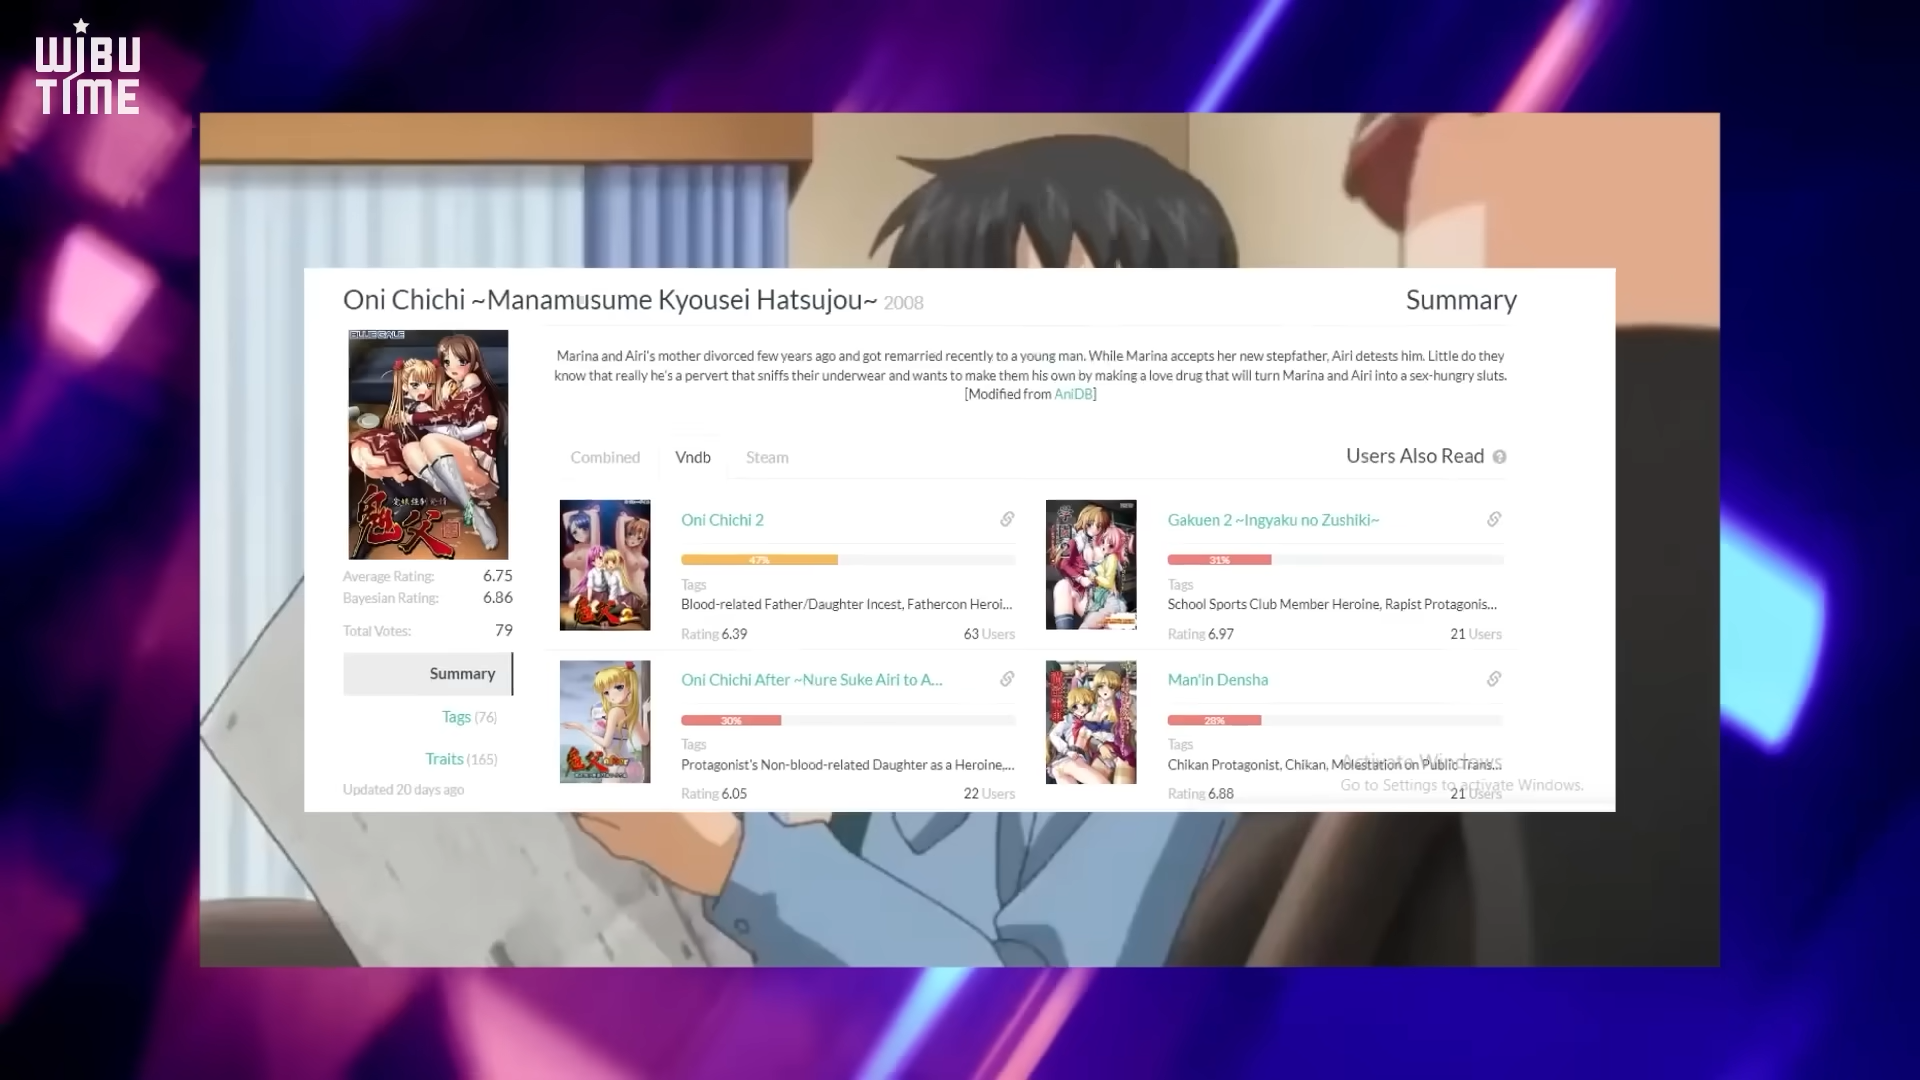 WIBU
TIME
Oni Chichi ~Manamusume Kyousei Hatsujou~ 2008
Summary
Marina and Airi's mother divorced few years ago and got remarried recently to a young man. While Marina accepts her new stepfather, Airi detests him. Little do they
know that really he's a pervert that sniffs their underwear and wants to make them his own by making a love drug that will turn Marina and Airi into a sex-hungry sluts.
[Modified from AniDB]
Combined Vndb Steam
Users Also Read
Oni Chichi 2
47%
Tags
Blood-related Father/Daughter Incest, Fathercon Heroi...
Rating 6.39 63 Users
Gakuen 2 ~Ingyaku no Zushiki~
31%
Tags
School Sports Club Member Heroine, Rapist Protagonis...
Rating 6.97 21 Users
Average Rating: 6.75
Bayesian Rating: 6.86
Total Votes: 79
Summary
Tags (76)
Traits (165)
Updated 20 days ago
Oni Chichi After ~Nure Suke Airi to A...
30%
Tags
Protagonist's Non-blood-related Daughter as a Heroine,...
Rating 6.05 22 Users
Man'in Densha
28%
Tags
Chikan Protagonist, Chikan, Molestation on Public Trans...
Rating 6.88 21 Users
Activate Windows
Go to Settings to activate Windows.